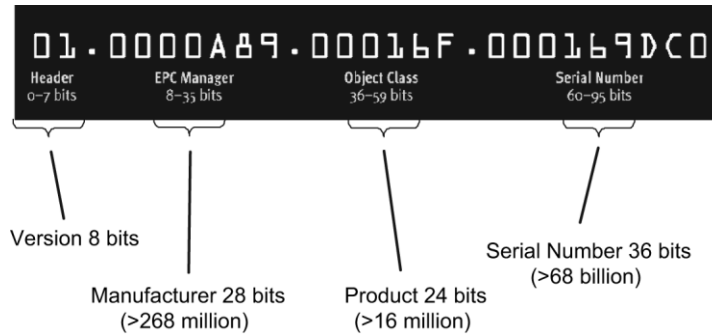 01.0000A89.00016F.000169DC0
Header EPC Manager Object Class Serial Number
0–7 bits 8–35 bits 36–59 bits 60–95 bits
Version 8 bits
Serial Number 36 bits
(>68 billion)
Manufacturer 28 bits
(>268 million)
Product 24 bits
(>16 million)